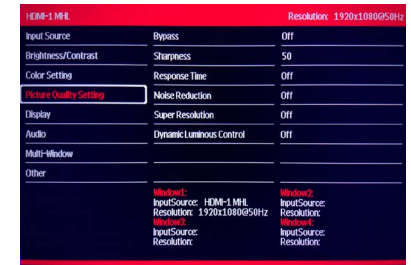 HDMI-1 MHL Resolution: 1920x1080@50Hz
Input Source Bypass Off
Brightness/Contrast Sharpness 50
Color Setting Response Time Off
Picture Quality Setting Noise Reduction Off
Display Super Resolution Off
Audio Dynamic Luminous Control Off
Multi-Window
Other
Window1: Window2:
InputSource: HDMI-1 MHL InputSource:
Resolution: 1920x1080@50Hz Resolution:
Window3: Window4:
InputSource: InputSource:
Resolution: Resolution: